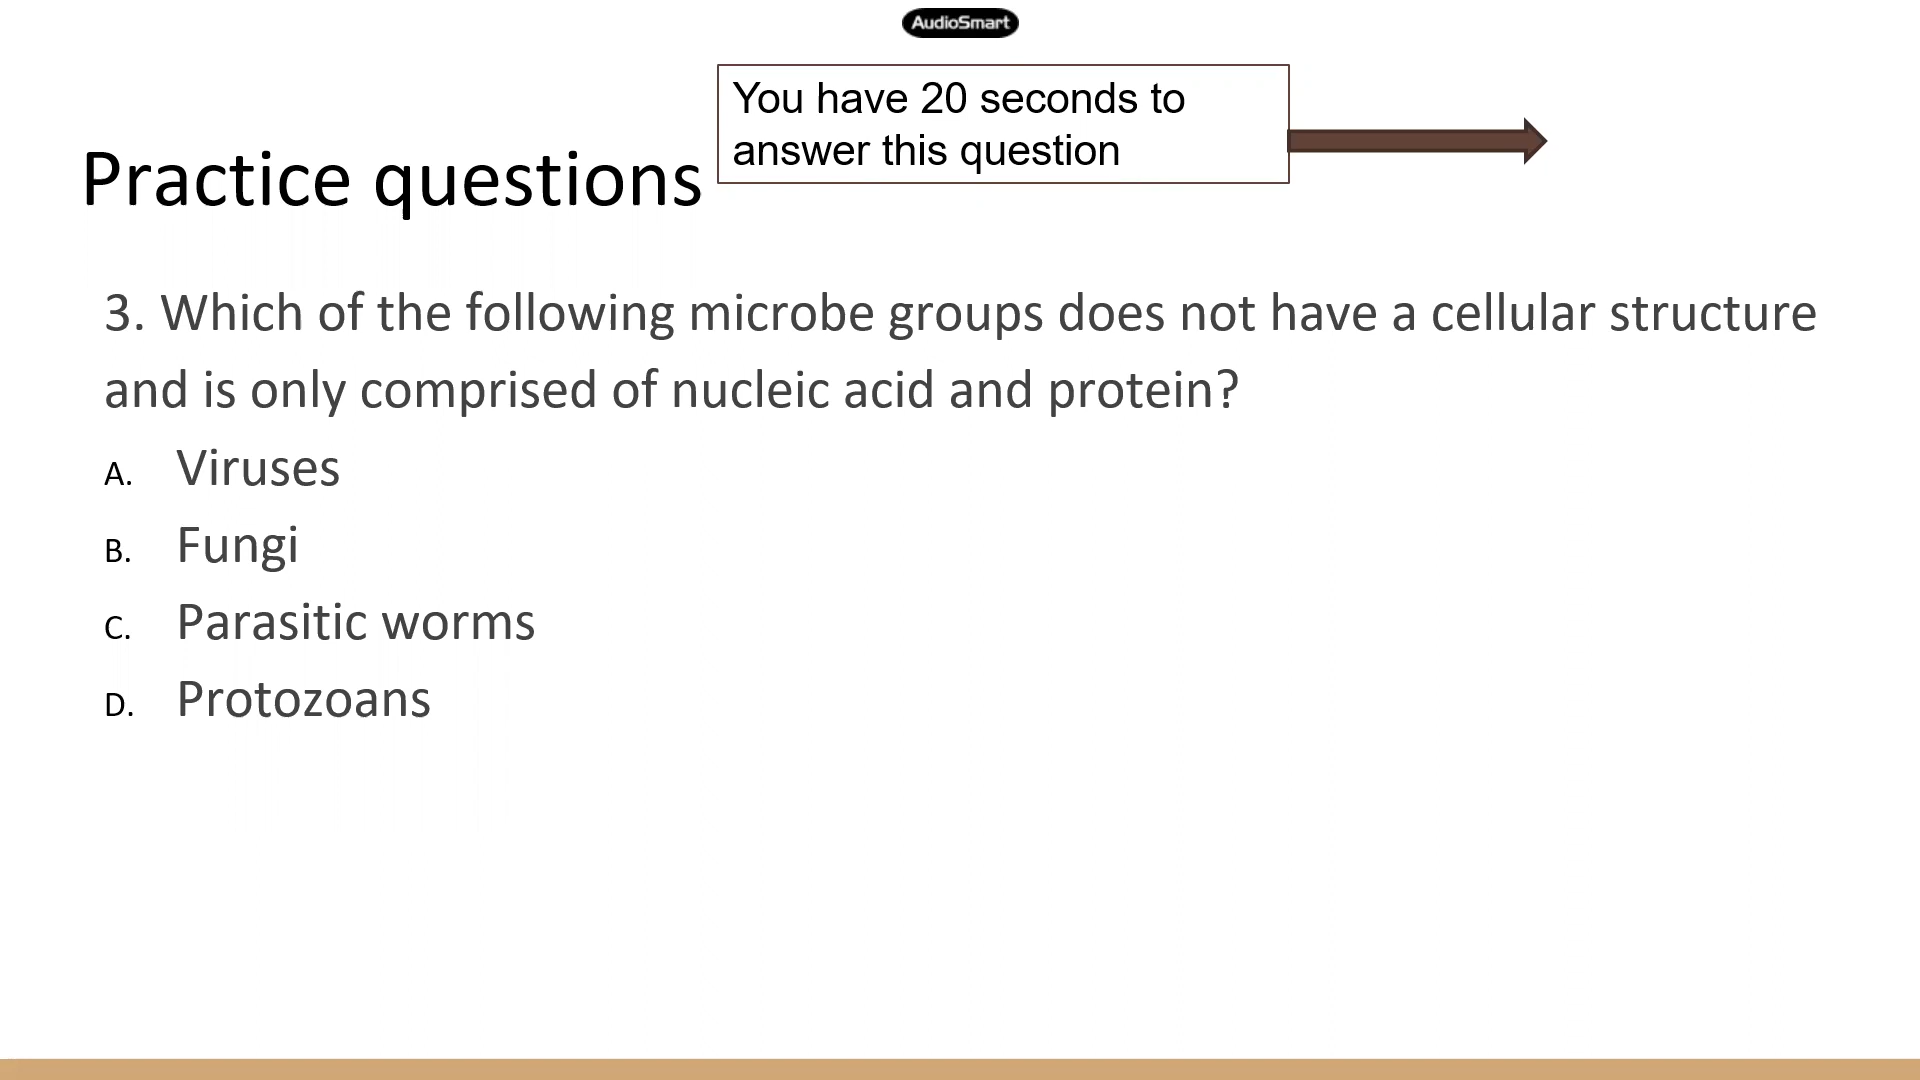 AudioSmart
You have 20 seconds to
answer this question
Practice questions
3. Which of the following microbe groups does not have a cellular structure
and is only comprised of nucleic acid and protein?
A. Viruses
B. Fungi
C. Parasitic worms
D. Protozoans